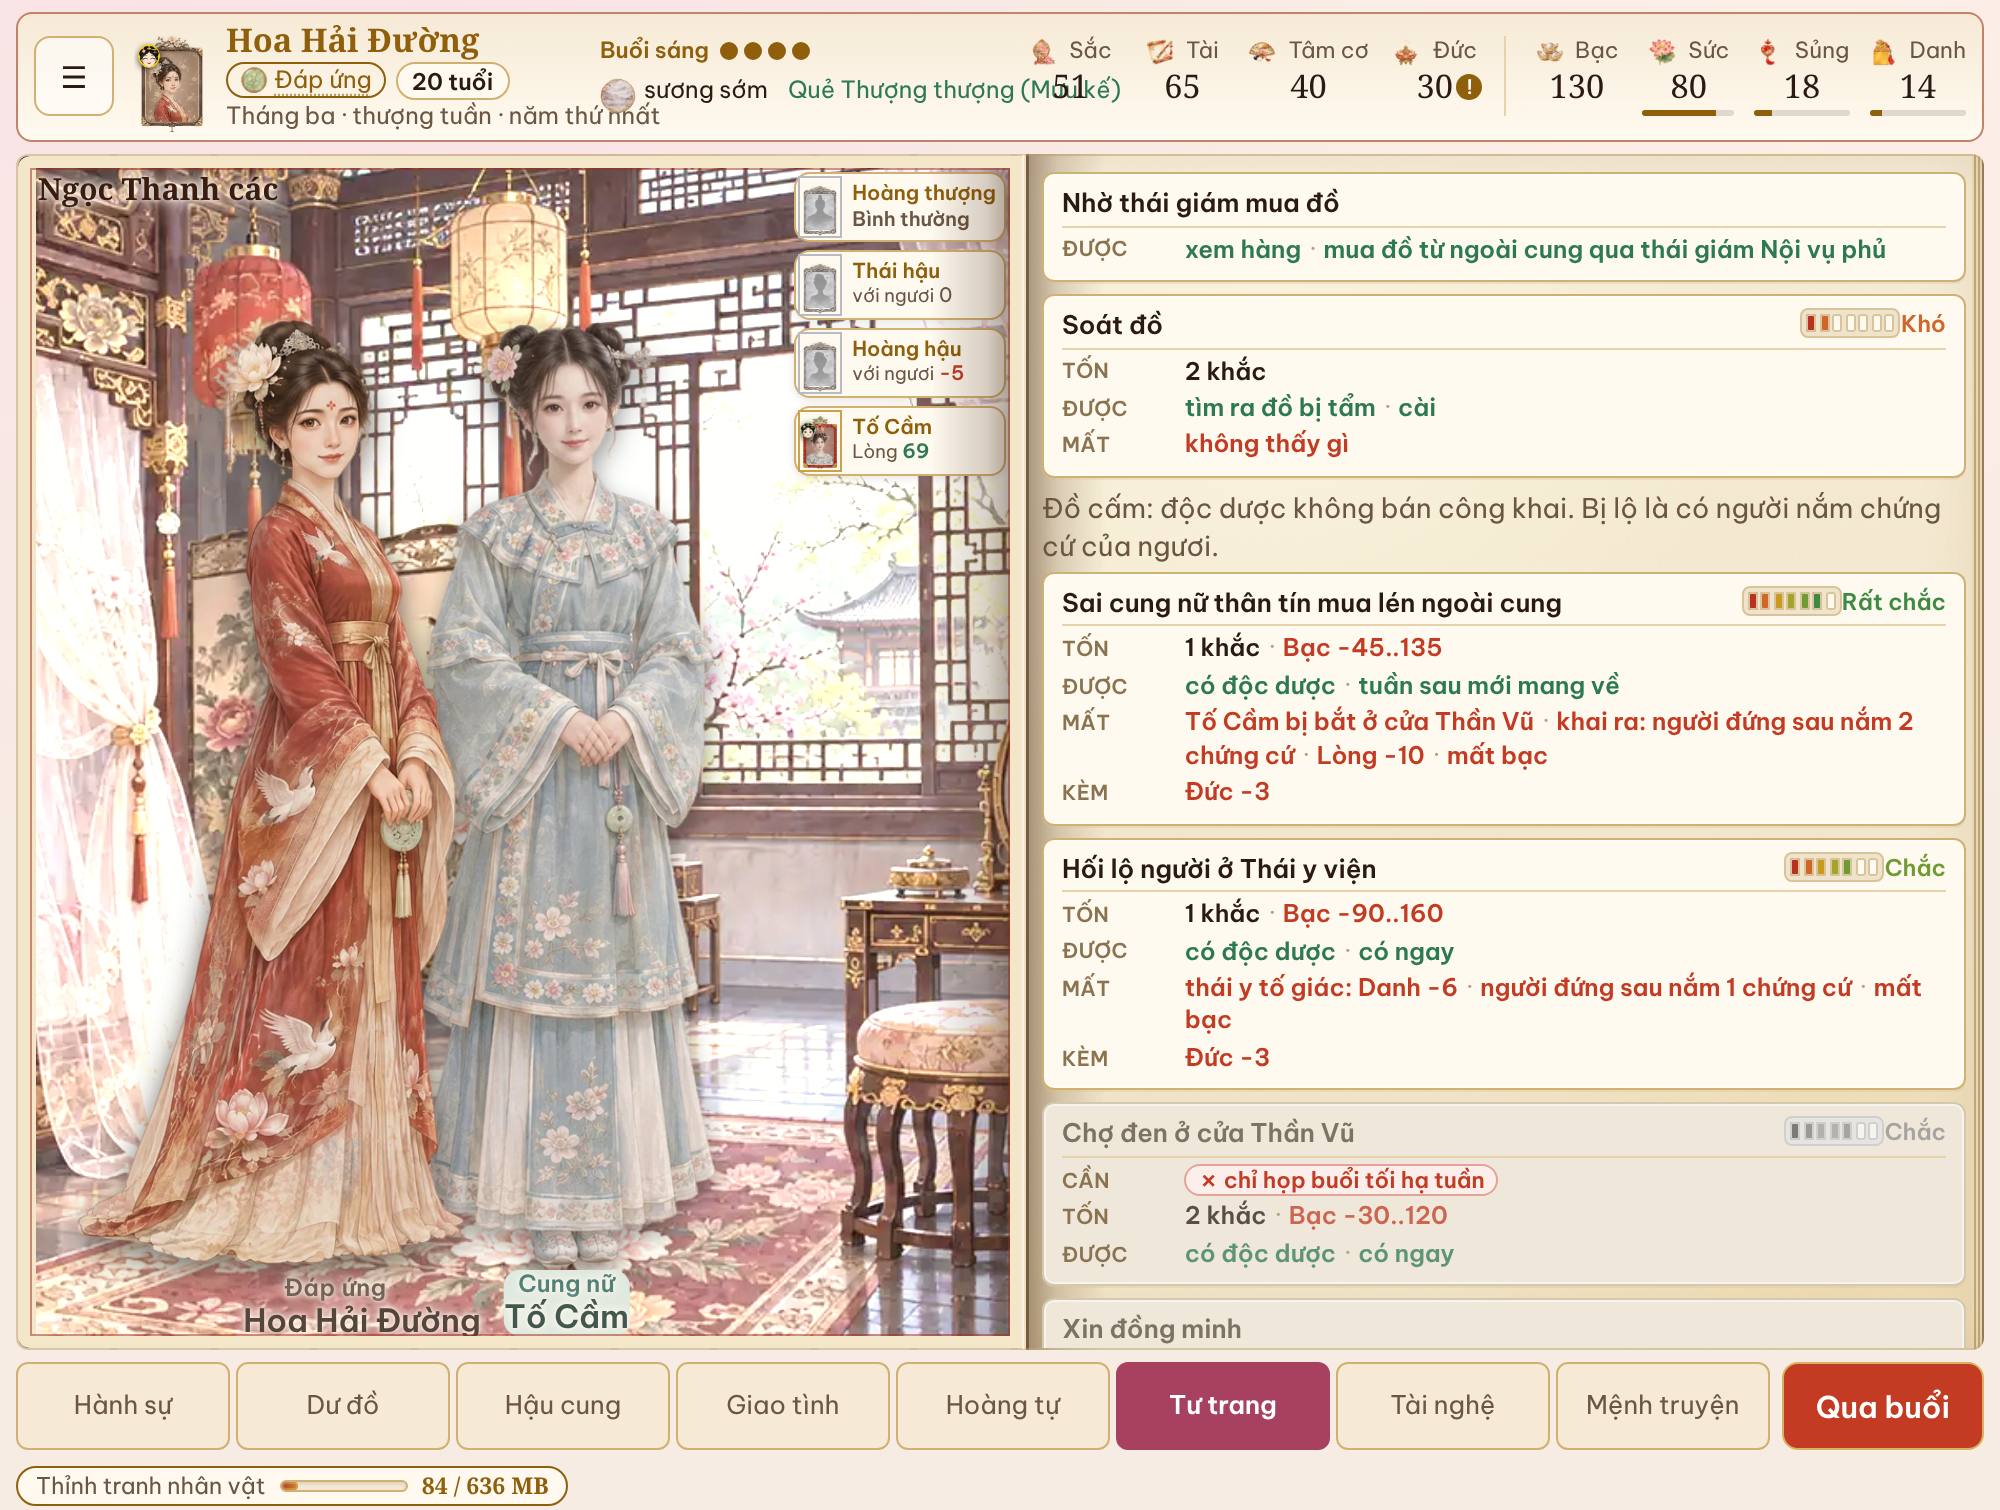 ☰
Hoa Hải Đường
Đáp ứng
20 tuổi
Tháng ba · thượng tuần · năm thứ nhất
Buổi sáng
sương sớm
Quẻ Thượng thượng (Mưu kế)
Sắc
51
Tài
65
Tâm cơ
40
Đức
30 !
Bạc
130
Sức
80
Sủng
18
Danh
14
Ngọc Thanh các
Hoàng thượng
Bình thường
Thái hậu
với ngươi 0
Hoàng hậu
với ngươi -5
Tố Cầm
Lòng 69
Đáp ứng
Hoa Hải Đường
Cung nữ
Tố Cầm
Nhờ thái giám mua đồ
ĐƯỢC xem hàng · mua đồ từ ngoài cung qua thái giám Nội vụ phủ
Soát đồ Khó
TỐN 2 khắc
ĐƯỢC tìm ra đồ bị tẩm · cài
MẤT không thấy gì
Đồ cấm: độc dược không bán công khai. Bị lộ là có người nắm chứng
cứ của ngươi.
Sai cung nữ thân tín mua lén ngoài cung Rất chắc
TỐN 1 khắc · Bạc -45..135
ĐƯỢC có độc dược · tuần sau mới mang về
MẤT Tố Cầm bị bắt ở cửa Thần Vũ · khai ra: người đứng sau nắm 2
chứng cứ · Lòng -10 · mất bạc
KÈM Đức -3
Hối lộ người ở Thái y viện Chắc
TỐN 1 khắc · Bạc -90..160
ĐƯỢC có độc dược · có ngay
MẤT thái y tố giác: Danh -6 · người đứng sau nắm 1 chứng cứ · mất
bạc
KÈM Đức -3
Chợ đen ở cửa Thần Vũ Chắc
CẦN × chỉ họp buổi tối hạ tuần
TỐN 2 khắc · Bạc -30..120
ĐƯỢC có độc dược · có ngay
Xin đồng minh
Hành sự
Dư đồ
Hậu cung
Giao tình
Hoàng tự
Tư trang
Tài nghệ
Mệnh truyện
Qua buổi
Thỉnh tranh nhân vật 84 / 636 MB